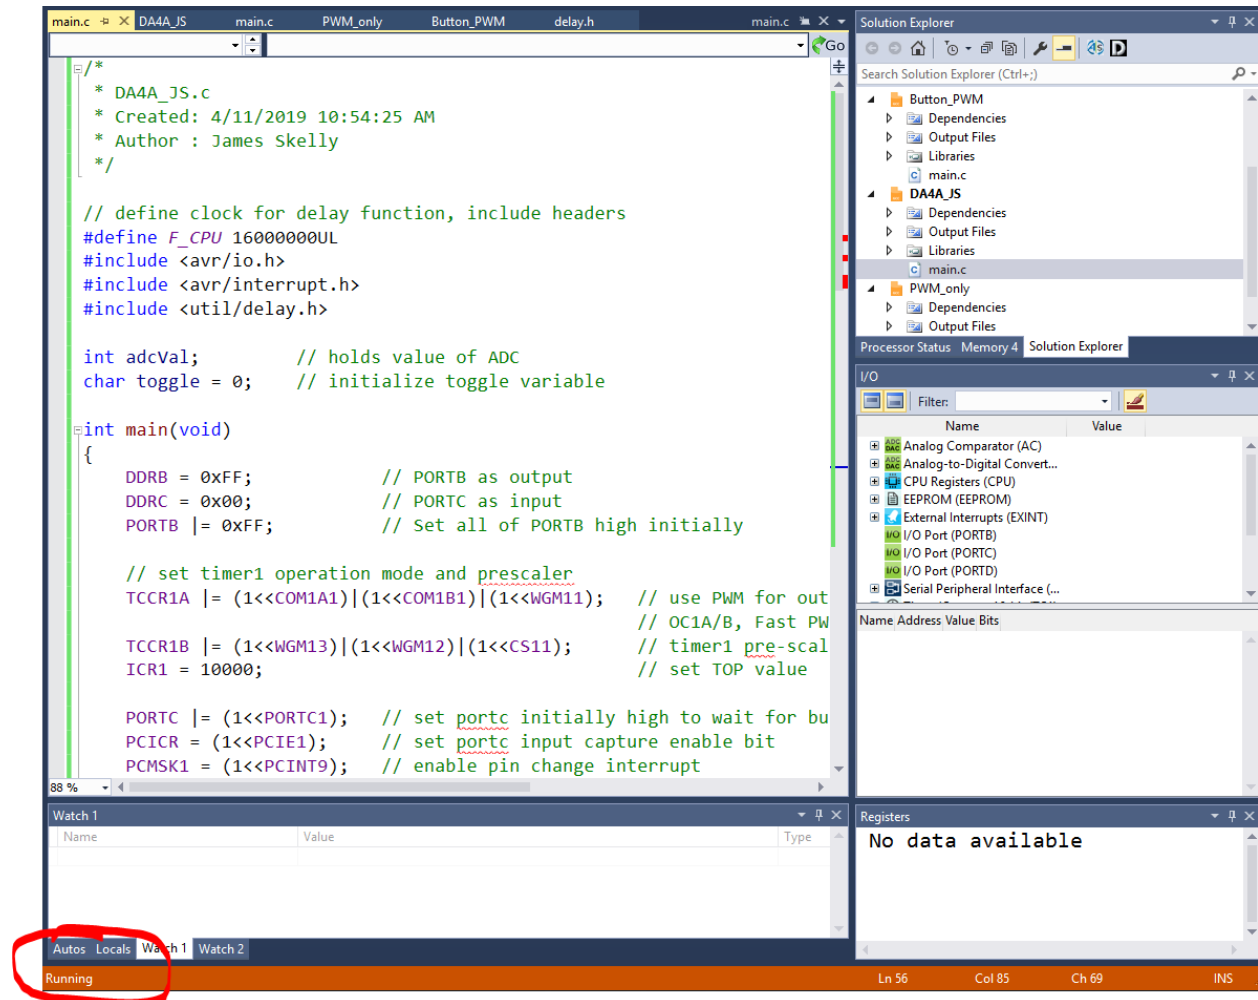 main.c DA4A_JS main.c PWM_only Button_PWM delay.h main.c
Go
/*
* DA4A_JS.c
* Created: 4/11/2019 10:54:25 AM
* Author : James Skelly
*/
// define clock for delay function, include headers
#define F_CPU 16000000UL
#include <avr/io.h>
#include <avr/interrupt.h>
#include <util/delay.h>
int adcVal; // holds value of ADC
char toggle = 0; // initialize toggle variable
int main(void)
{
DDRB = 0xFF; // PORTB as output
DDRC = 0x00; // PORTC as input
PORTB |= 0xFF; // Set all of PORTB high initially
// set timer1 operation mode and prescaler
TCCR1A |= (1<<COM1A1)|(1<<COM1B1)|(1<<WGM11); // use PWM for out
// OC1A/B, Fast PW
TCCR1B |= (1<<WGM13)|(1<<WGM12)|(1<<CS11); // timer1 pre-scal
ICR1 = 10000; // set TOP value
PORTC |= (1<<PORTC1); // set portc initially high to wait for bu
PCICR = (1<<PCIE1); // set portc input capture enable bit
PCMSK1 = (1<<PCINT9); // enable pin change interrupt
88 %
Watch 1
Name Value Type
Autos Locals Watch 1 Watch 2
Solution Explorer
Search Solution Explorer (Ctrl+;)
Button_PWM
Dependencies
Output Files
Libraries
main.c
DA4A_JS
Dependencies
Output Files
Libraries
main.c
PWM_only
Dependencies
Output Files
Processor Status Memory 4 Solution Explorer
I/O
Filter:
Name Value
Analog Comparator (AC)
Analog-to-Digital Convert...
CPU Registers (CPU)
EEPROM (EEPROM)
External Interrupts (EXINT)
I/O I/O Port (PORTB)
I/O I/O Port (PORTC)
I/O I/O Port (PORTD)
Serial Peripheral Interface (...
Name Address Value Bits
Registers
No data available
Running Ln 56 Col 85 Ch 69 INS